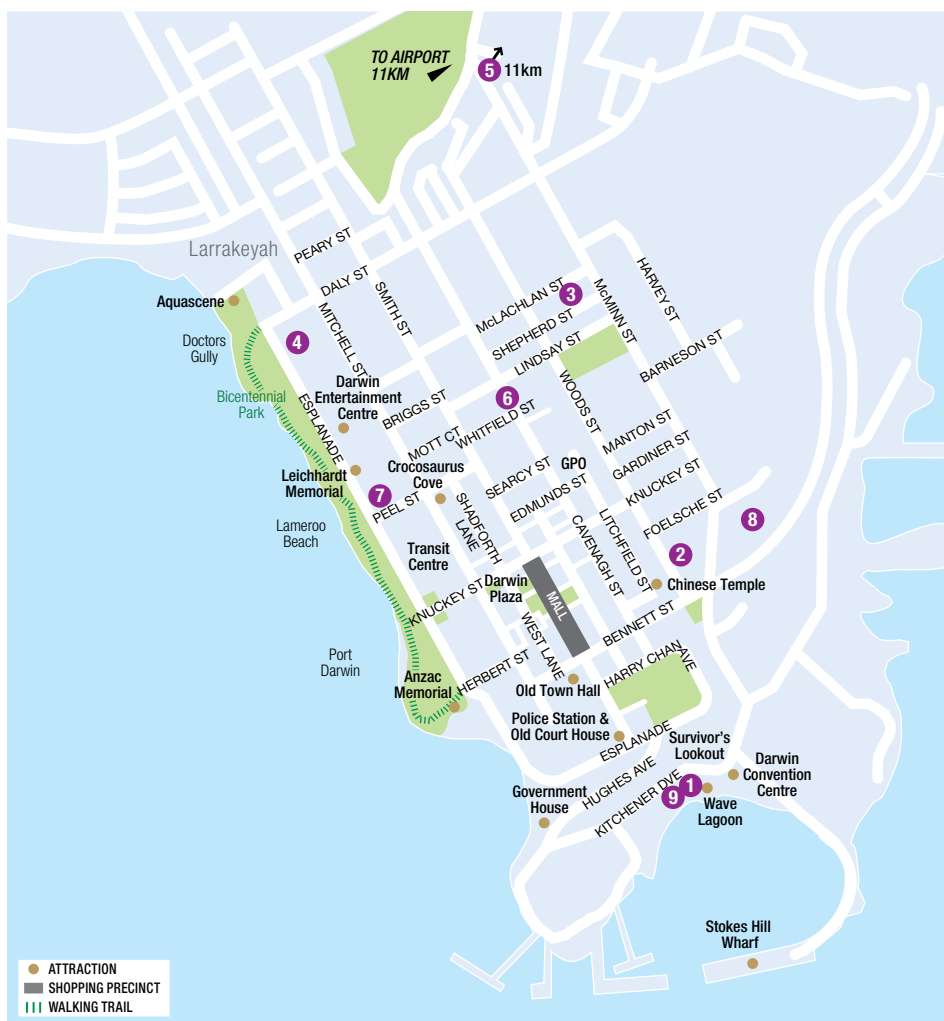 TO AIRPORT
11KM
5
11km
Larrakeyah
PEARY ST
DALY ST
SMITH ST
MITCHELL ST
HARVEY ST
McMINN ST
McLACHLAN ST
3
SHEPHERD ST
LINDSAY ST
BARNESON ST
Aquascene
Doctors
Gully
4
Bicentennial
Park
ESPLANADE
Darwin
Entertainment
Centre
BRIGGS ST
6
WOODS ST
MOTT CT
WHITFIELD ST
MANTON ST
GARDINER ST
KNUCKEY ST
Leichhardt
Memorial
7
PEEL ST
Crocosaurus
Cove
SEARCY ST
GPO
EDMUNDS ST
FOELSCHE ST
8
Lameroo
Beach
SHADFORTH
LANE
CAVENAGH ST
LITCHFIELD ST
2
Chinese Temple
Transit
Centre
Darwin
Plaza
MALL
KNUCKEY ST
WEST LANE
BENNETT ST
Port
Darwin
HERBERT ST
Anzac
Memorial
Old Town Hall
HARRY CHAN
AVE
Police Station &
Old Court House
ESPLANADE
Survivor's
Lookout
Darwin
Convention
Centre
HUGHES AVE
KITCHENER DVE
1
9
Wave
Lagoon
Government
House
Stokes Hill
Wharf
ATTRACTION
SHOPPING PRECINCT
WALKING TRAIL